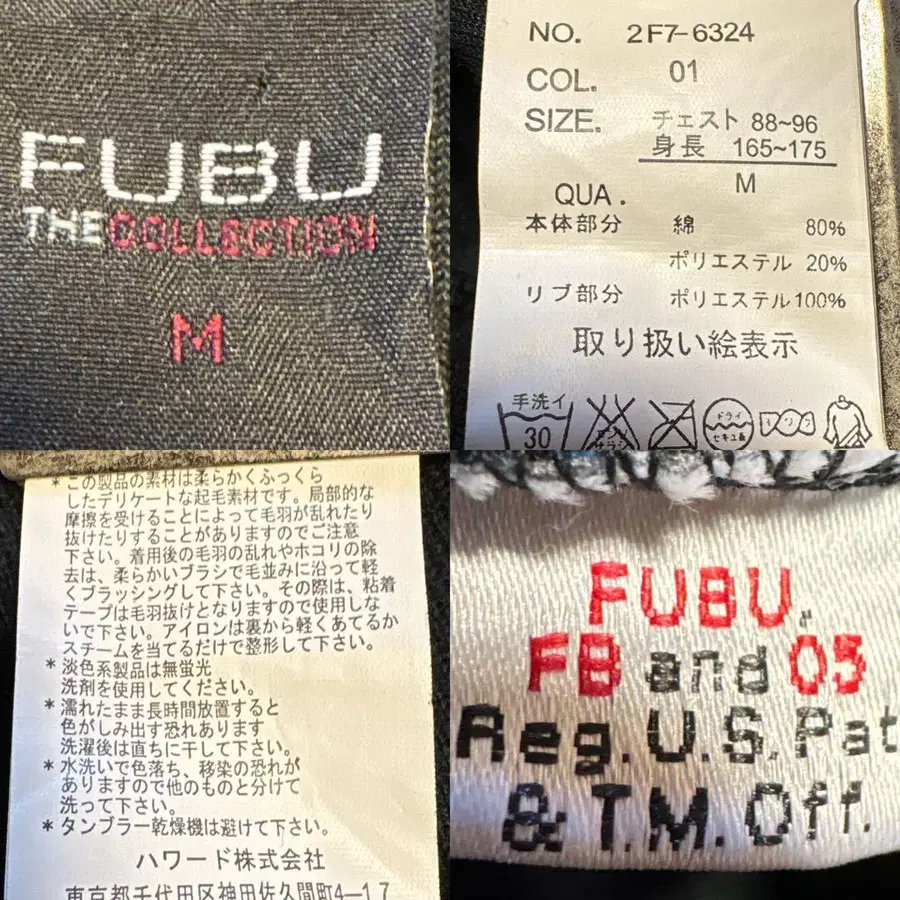 FUBU
THE COLLECTION
M
NO. 2F7-6324
COL. 01
SIZE. チェスト 88~96
身長 165~175
M
QUA.
本体部分 綿 80%
ポリエステル 20%
リブ部分 ポリエステル100%
取り扱い絵表示
手洗イ
30
ドライ
セキユ系
* この製品の素材は柔らかくふっくら
したデリケートな起毛素材です。局部的な
摩擦を受けることによって毛羽が乱れたり
抜けたりすることがありますのでご注意
下さい。着用後の毛羽の乱れやホコリの除
去は、柔らかいブラシで毛並みに沿って軽
くブラッシングして下さい。その際は、粘着
テープは毛羽抜けとなりますので使用しな
いで下さい。アイロンは裏から軽くあてるか
スチームを当てるだけで整形して下さい。
* 淡色系製品は無蛍光
洗剤を使用してください。
* 濡れたまま長時間放置すると
色がしみ出す恐れあります
洗濯後は直ちに干して下さい。
* 水洗いで色落ち、移染の恐れが
ありますので他のものと分けて
洗って下さい。
* タンブラー乾燥機は避けて下さい。
ハワード株式会社
東京都千代田区神田佐久間町4-17
FUBU.
FB and 05
Reg. U.S. Pat
& T.M. Off.